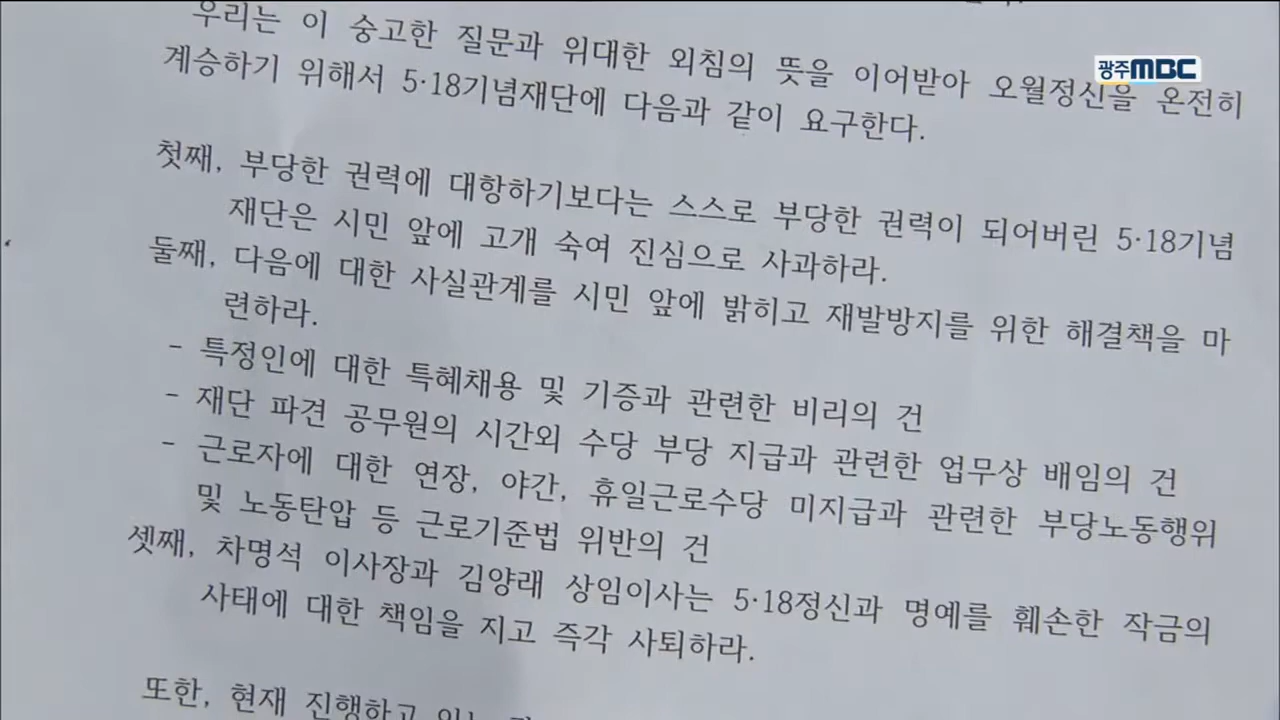 광주MBC
우리는 이 숭고한 질문과 위대한 외침의 뜻을 이어받아 오월정신을 온전히
계승하기 위해서 5·18기념재단에 다음과 같이 요구한다.
첫째, 부당한 권력에 대항하기보다는 스스로 부당한 권력이 되어버린 5·18기념
재단은 시민 앞에 고개 숙여 진심으로 사과하라.
둘째, 다음에 대한 사실관계를 시민 앞에 밝히고 재발방지를 위한 해결책을 마
련하라.
- 특정인에 대한 특혜채용 및 기증과 관련한 비리의 건
- 재단 파견 공무원의 시간외 수당 부당 지급과 관련한 업무상 배임의 건
- 근로자에 대한 연장, 야간, 휴일근로수당 미지급과 관련한 부당노동행위
및 노동탄압 등 근로기준법 위반의 건
셋째, 차명석 이사장과 김양래 상임이사는 5·18정신과 명예를 훼손한 작금의
사태에 대한 책임을 지고 즉각 사퇴하라.
또한, 현재 진행하고 있는